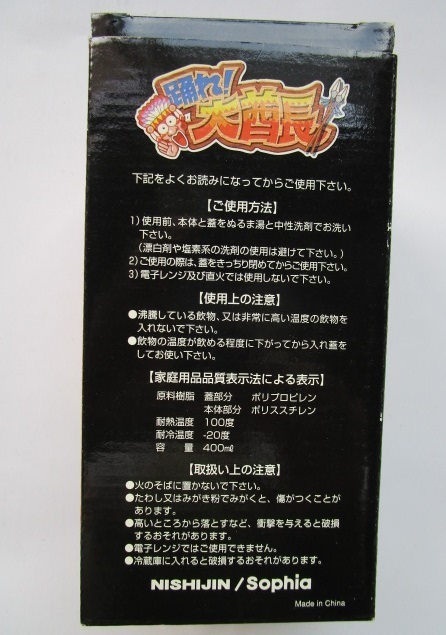 踊れ!
大酋長
下記をよくお読みになってからご使用下さい。
【ご使用方法】
1)使用前、本体と蓋をぬるま湯と中性洗剤でお洗い
下さい。
(漂白剤や塩素系の洗剤の使用は避けて下さい。)
2)ご使用の際は、蓋をきっちり閉めてからご使用下さい。
3)電子レンジ及び直火では使用しないで下さい。
【使用上の注意】
●沸騰している飲物、又は非常に高い温度の飲物を
入れないで下さい。
●飲物の温度が飲める程度に下がってから入れ蓋を
してお使い下さい。
【家庭用品品質表示法による表示】
原料樹脂 蓋部分 ポリプロピレン
本体部分 ポリスチレン
耐熱温度 100度
耐冷温度 -20度
容量 400㎖
【取扱い上の注意】
●火のそばに置かないで下さい。
●たわし又はみがき粉でみがくと、傷がつくことが
あります。
●高いところから落とすなど、衝撃を与えると破損
するおそれがあります。
●電子レンジではご使用できません。
●冷蔵庫に入れると破損するおそれがあります。
NISHIJIN / Sophia
Made in China